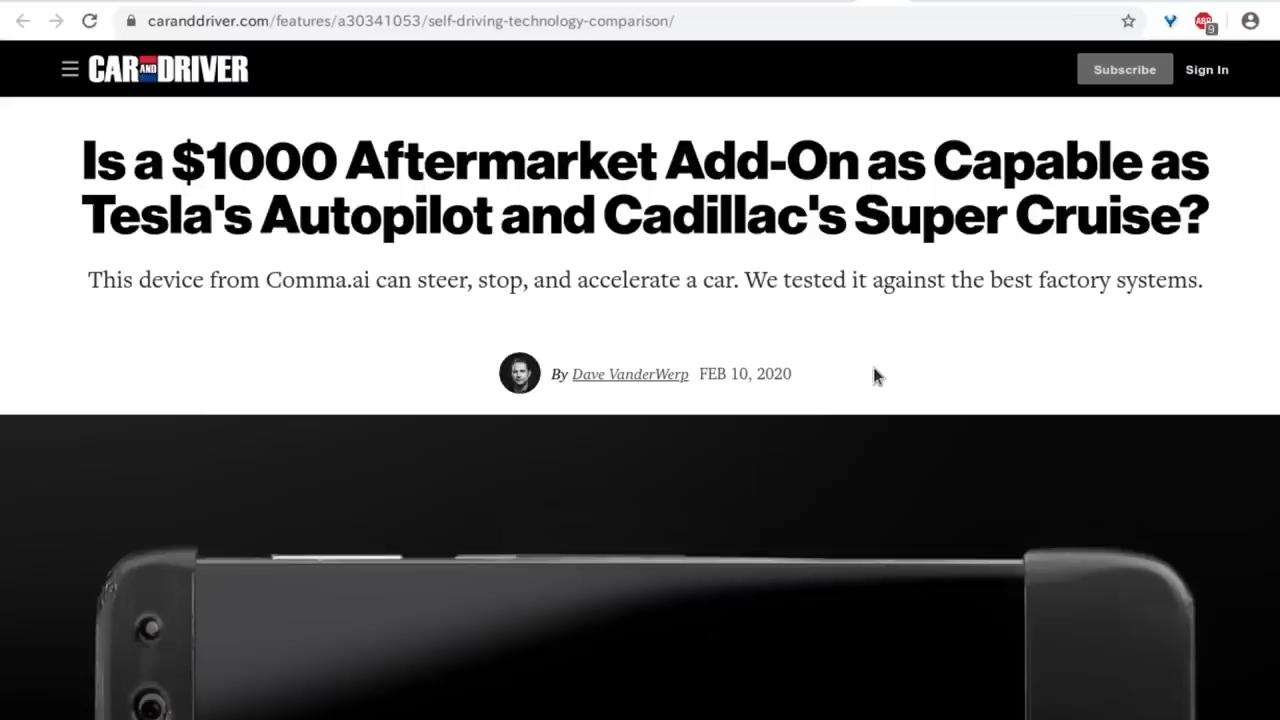 caranddriver.com/features/a30341053/self-driving-technology-comparison/
ABP
9
CAR AND DRIVER
Subscribe
Sign In
Is a $1000 Aftermarket Add-On as Capable as
Tesla's Autopilot and Cadillac's Super Cruise?
This device from Comma.ai can steer, stop, and accelerate a car. We tested it against the best factory systems.
By Dave VanderWerp FEB 10, 2020